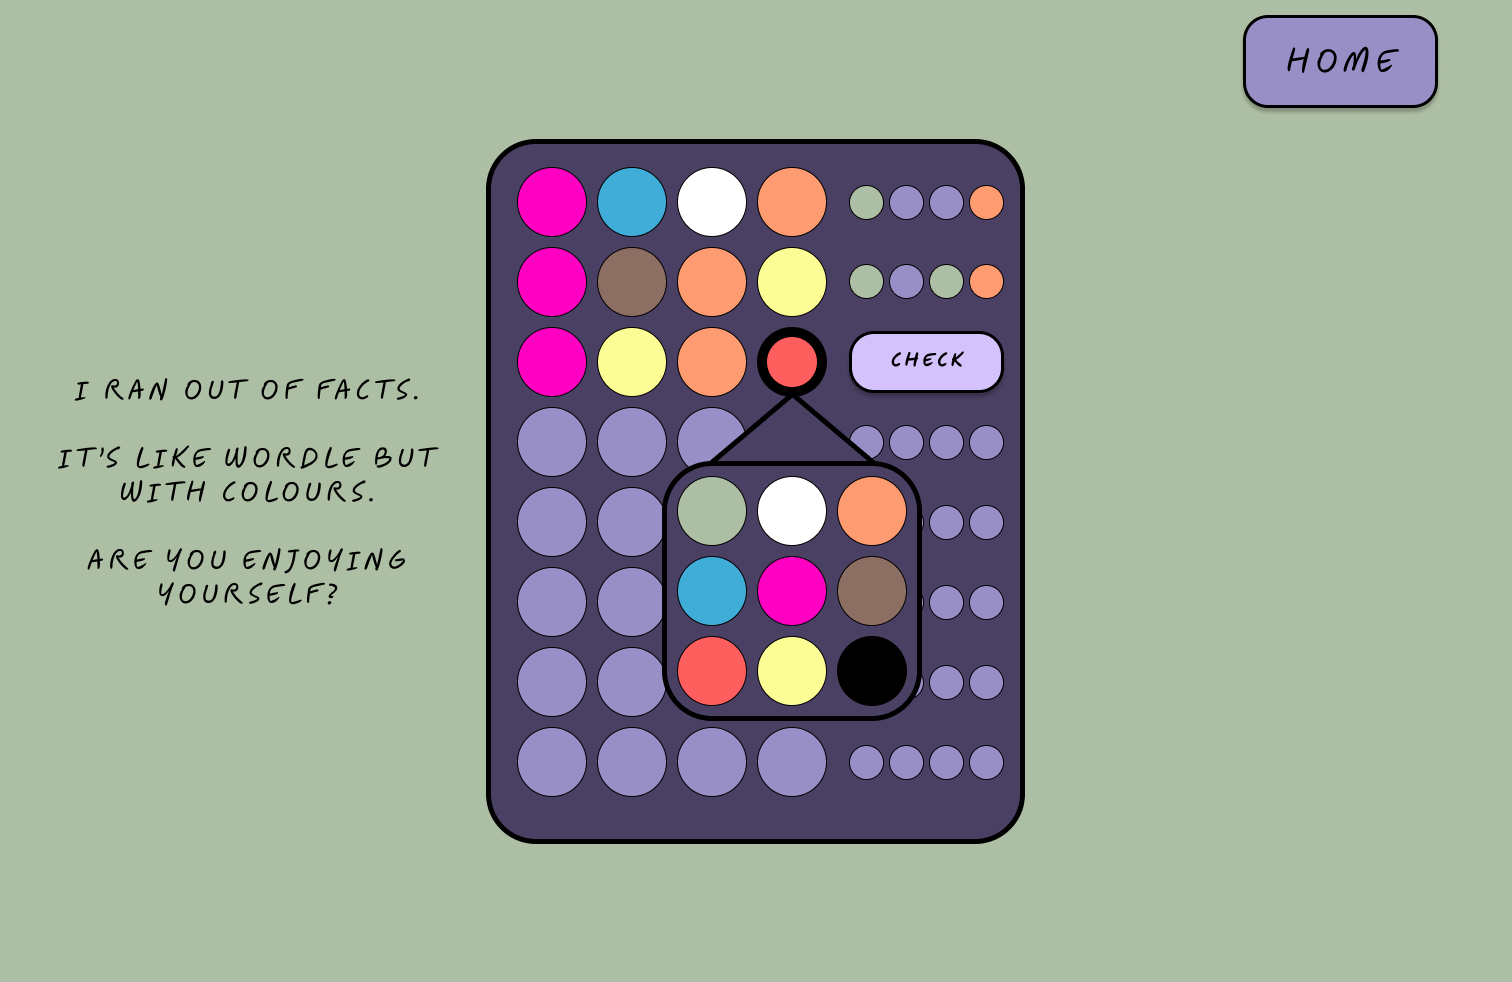 HOME
CHECK
I RAN OUT OF FACTS.
IT'S LIKE WORDLE BUT
WITH COLOURS.
ARE YOU ENJOYING
YOURSELF?